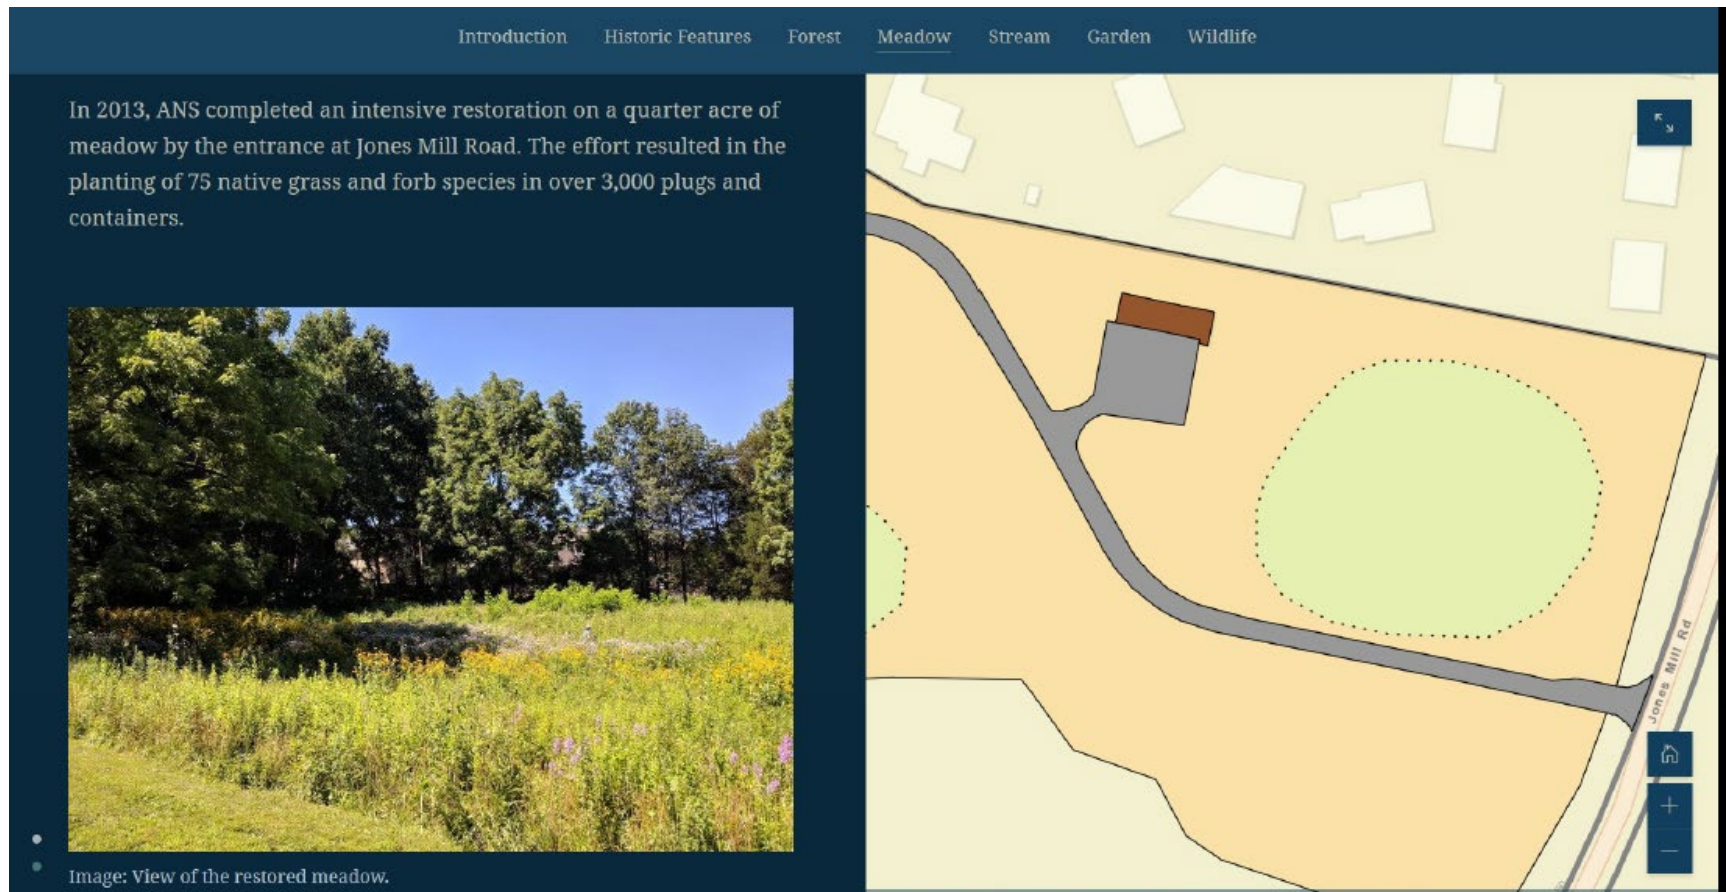 Introduction Historic Features Forest Meadow Stream Garden Wildlife
In 2013, ANS completed an intensive restoration on a quarter acre of
meadow by the entrance at Jones Mill Road. The effort resulted in the
planting of 75 native grass and forb species in over 3,000 plugs and
containers.
Image: View of the restored meadow.
Jones Mill Rd